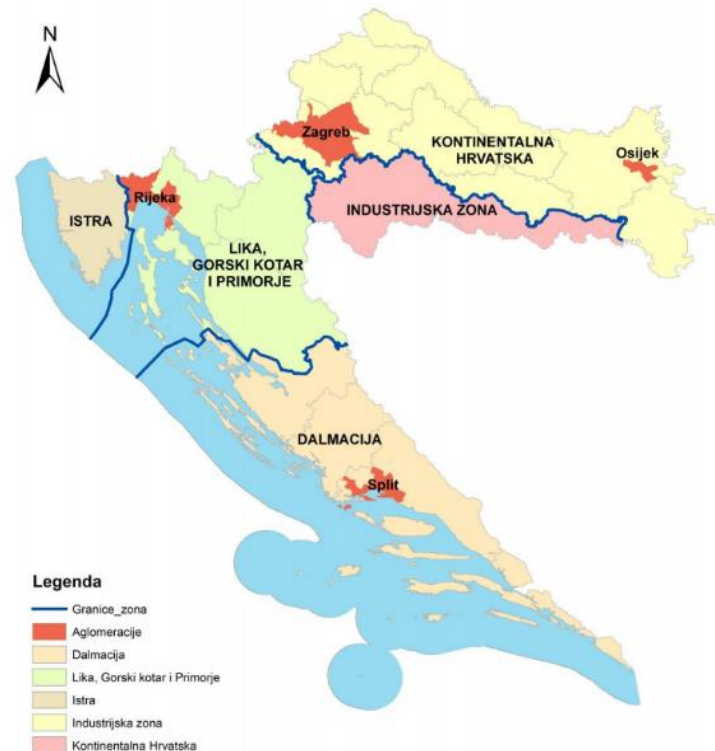 N
Zagreb
KONTINENTALNA
HRVATSKA
Osijek
Rijeka
ISTRA
INDUSTRIJSKA ZONA
LIKA,
GORSKI KOTAR
I PRIMORJE
DALMACIJA
Split
Legenda
Granice_zona
Aglomeracije
Dalmacija
Lika, Gorski kotar i Primorje
Istra
Industrijska zona
Kontinentalna Hrvatska